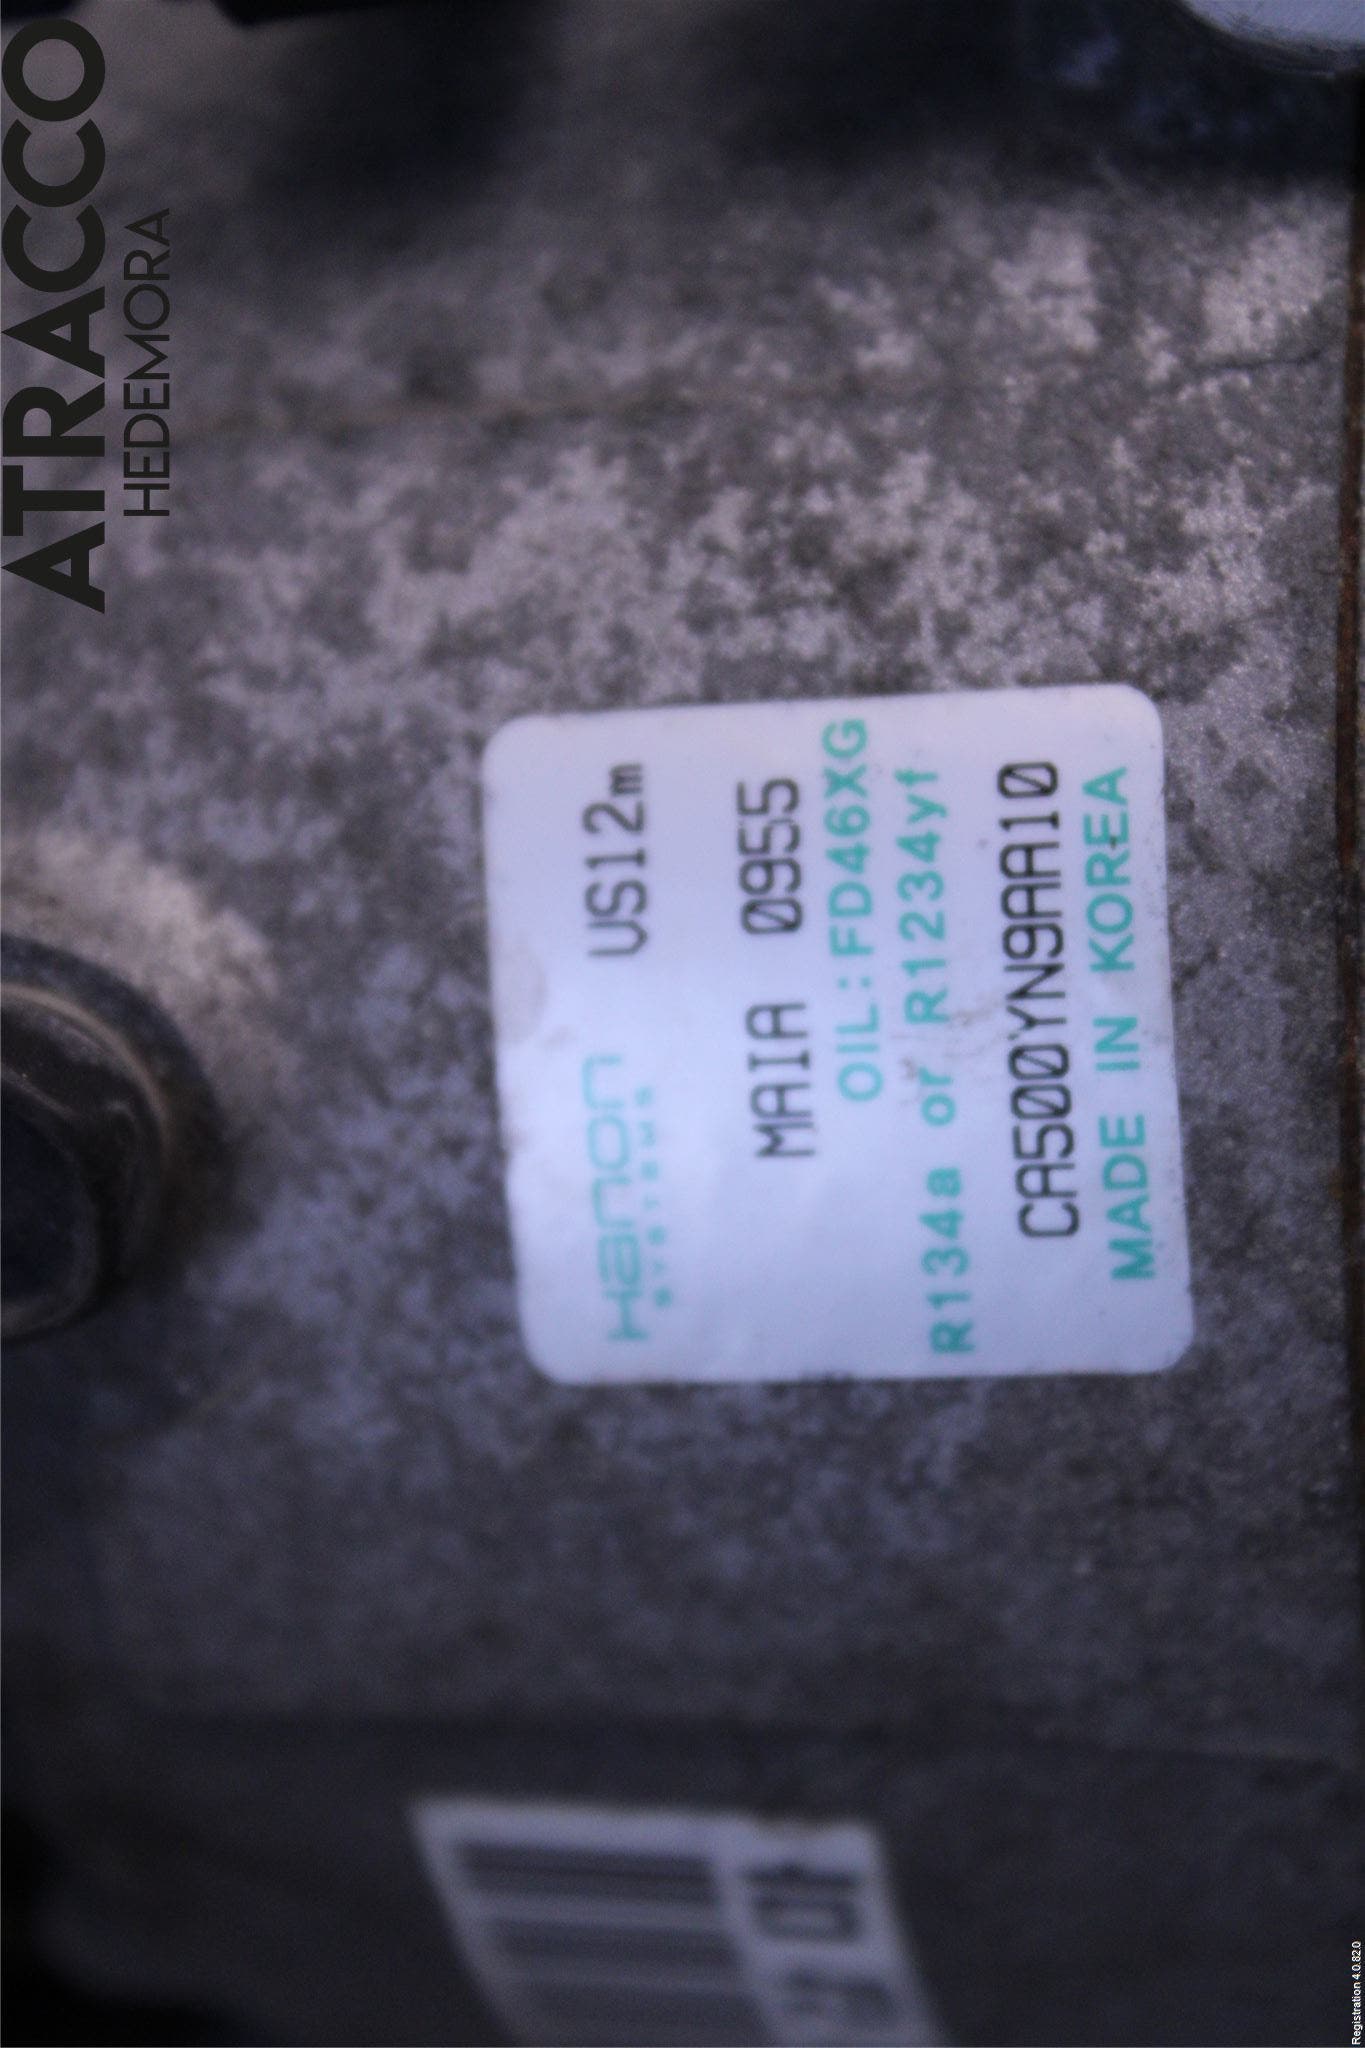 ATRACCO
HEDEMORA
Hanon VS12m
SYSTEMS
MAIA 0955
OIL:FD46XG
R134a or R1234yf
CA500YN9AA10
MADE IN KOREA
Registration 4.0.82.0